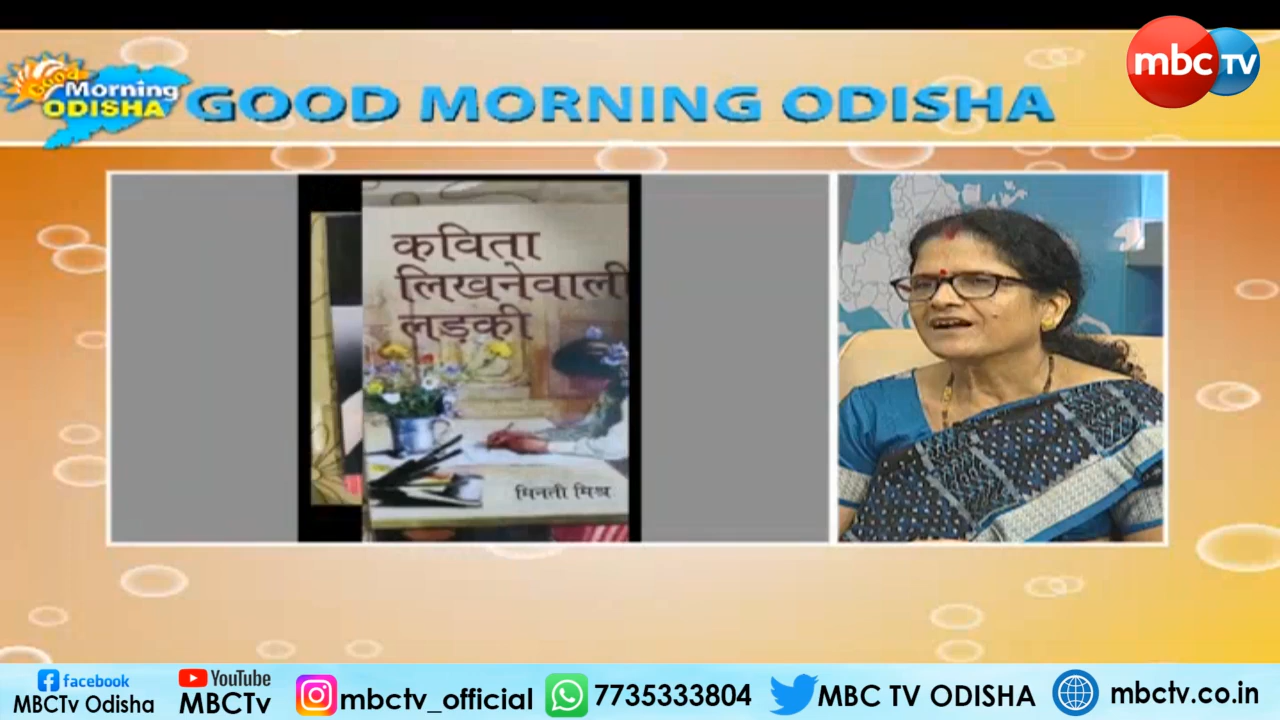 mbc TV
Good
Morning
ODISHA
GOOD MORNING ODISHA
कविता
लिखनेवाली
लड़की
मिनती मिश्र
facebook
MBCTv Odisha
YouTube
MBCTv
mbctv_official
7735333804
MBC TV ODISHA
mbctv.co.in